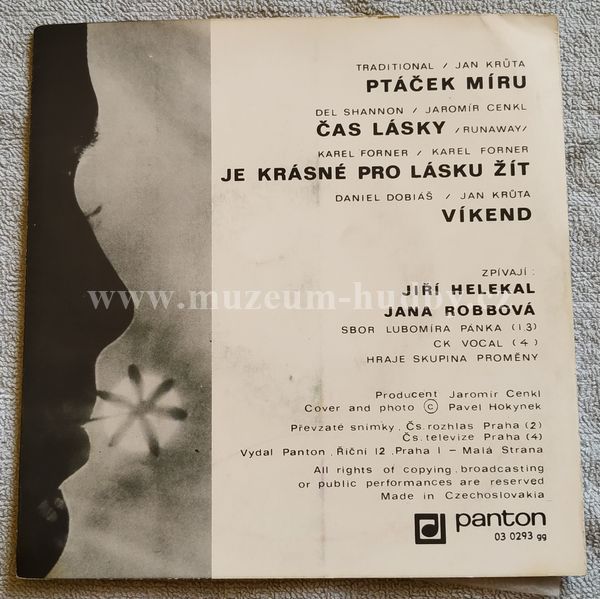 TRADITIONAL / JAN KRŮTA
PTÁČEK MÍRU
DEL SHANNON / JAROMÍR CENKL
ČAS LÁSKY /RUNAWAY/
KAREL FORNER / KAREL FORNER
JE KRÁSNÉ PRO LÁSKU ŽÍT
DANIEL DOBIÁŠ / JAN KRŮTA
VÍKEND
ZPÍVAJÍ :
JIŘÍ HELEKAL
www.muzeum-hudby.cz
JANA ROBBOVÁ
SBOR LUBOMÍRA PÁNKA (1 3)
CK VOCAL (4)
HRAJE SKUPINA PROMĚNY
Producent Jaromír Cenkl
Cover and photo © Pavel Hokynek
Převzaté snímky , Čs. rozhlas Praha (2)
Čs. televize Praha (4)
Vydal Panton , Říční 12 , Praha 1 – Malá Strana
All rights of copying , broadcasting
or public performances are reserved
Made in Czechoslovakia
panton
03 0293 gg